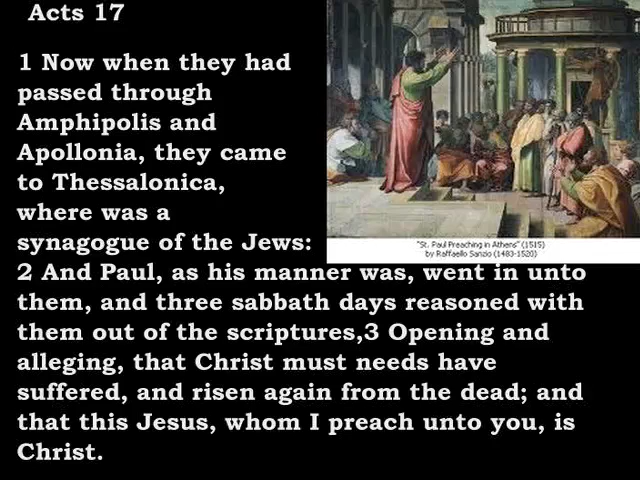 Acts 17
1 Now when they had
passed through
Amphipolis and
Apollonia, they came
to Thessalonica,
where was a
synagogue of the Jews:
"St. Paul Preaching in Athens" (1515)
by Raffaello Sanzio (1483-1520)
2 And Paul, as his manner was, went in unto
them, and three sabbath days reasoned with
them out of the scriptures,3 Opening and
alleging, that Christ must needs have
suffered, and risen again from the dead; and
that this Jesus, whom I preach unto you, is
Christ.